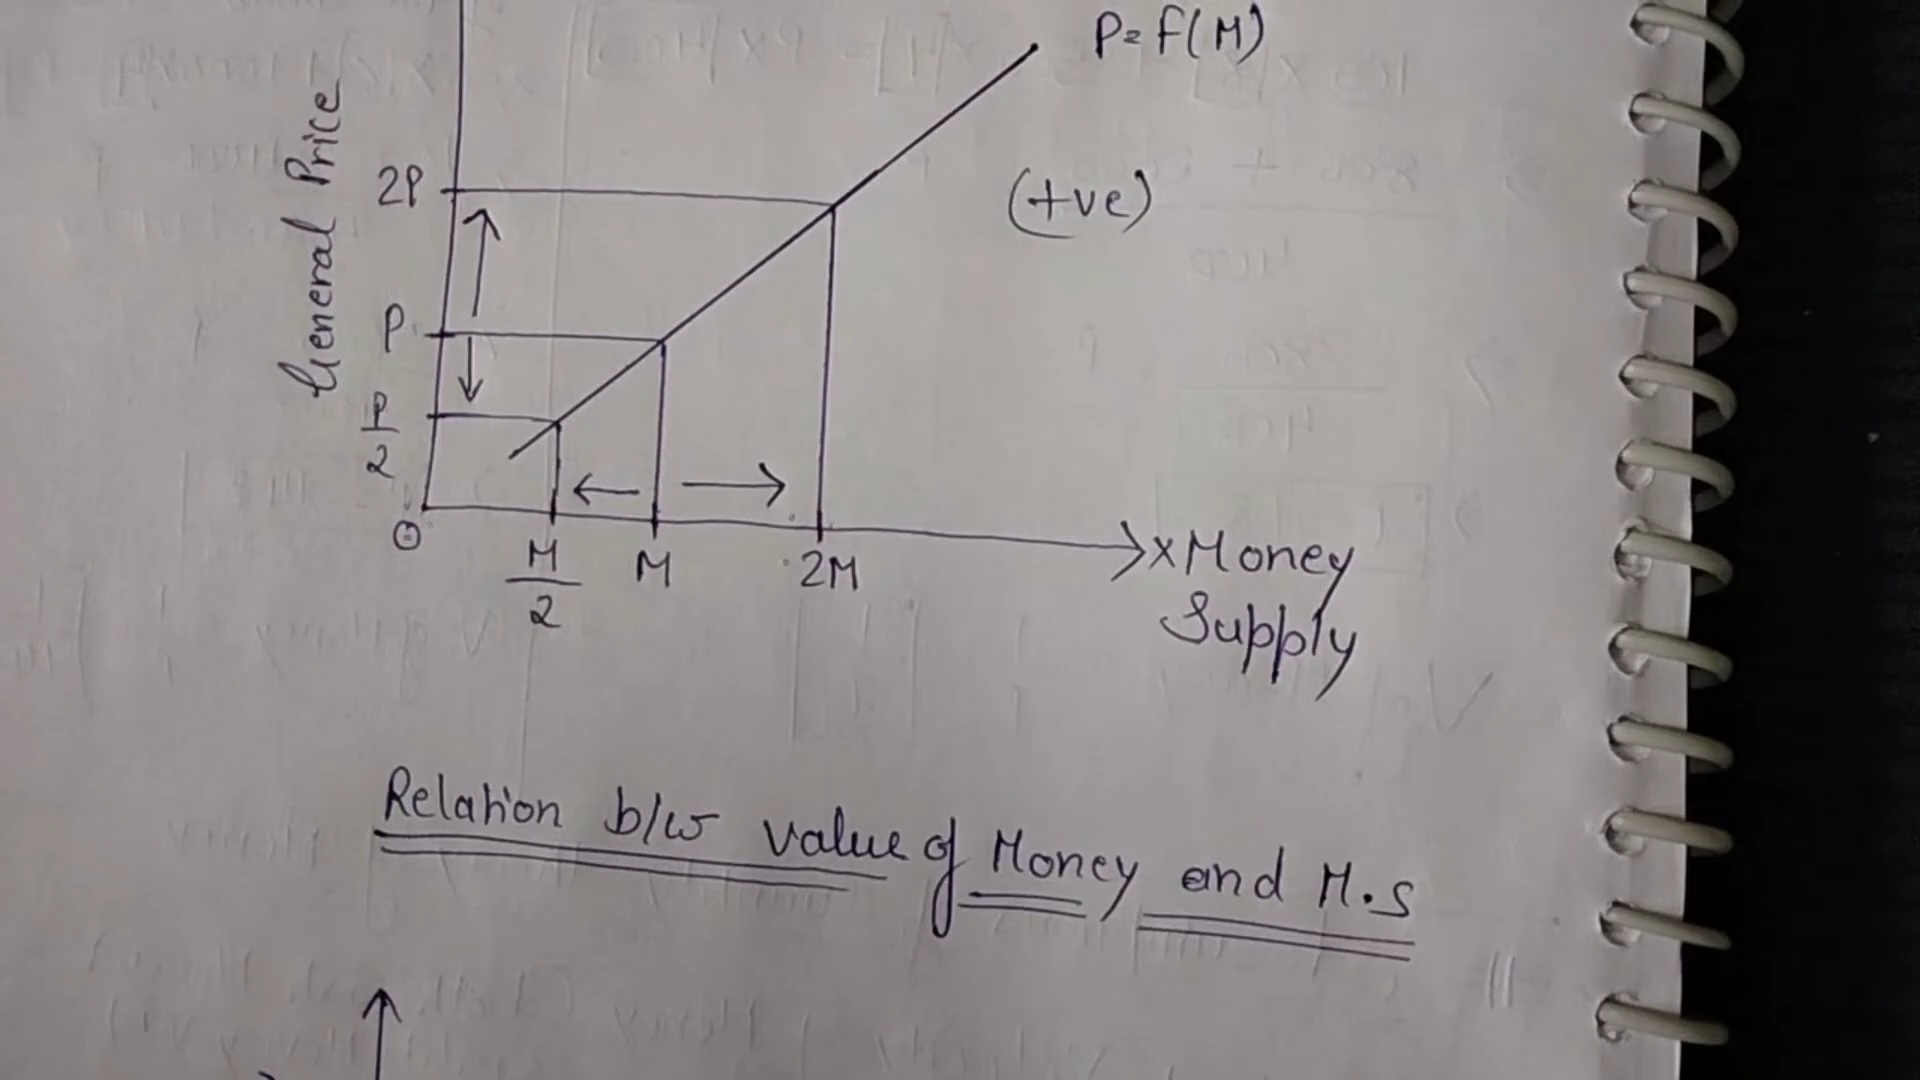 P=f(M)
General Price
2P
(+ve)
P
P
2
O
M
2
M
2M
x Money
Supply
Relation b/w value of Money and M.S